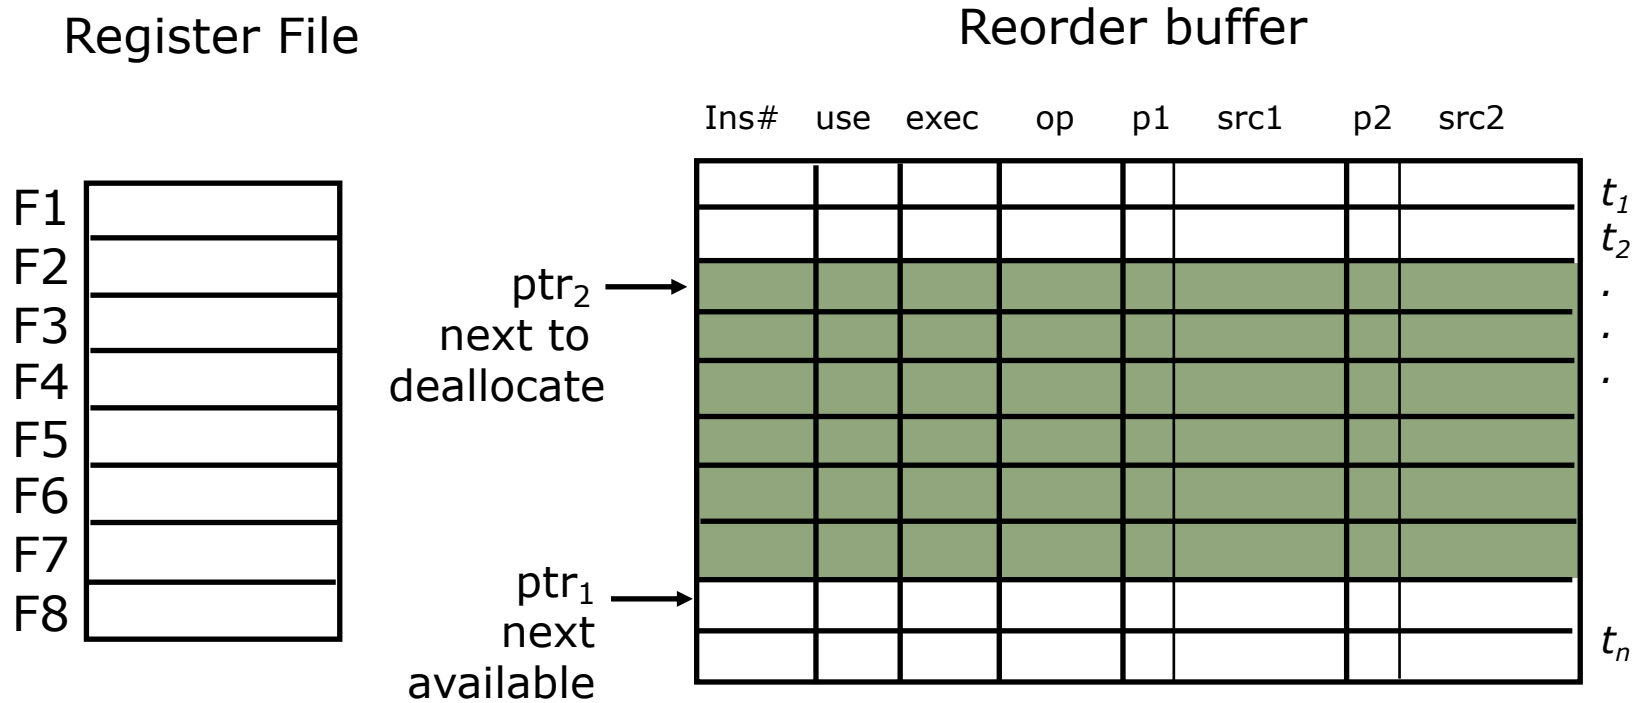 Register File
Reorder buffer
Ins# use exec op p1 src1 p2 src2
F1
F2
F3
F4
F5
F6
F7
F8
ptr₂
next to
deallocate
ptr₁
next
available
t₁
t₂
.
.
.
tₙ